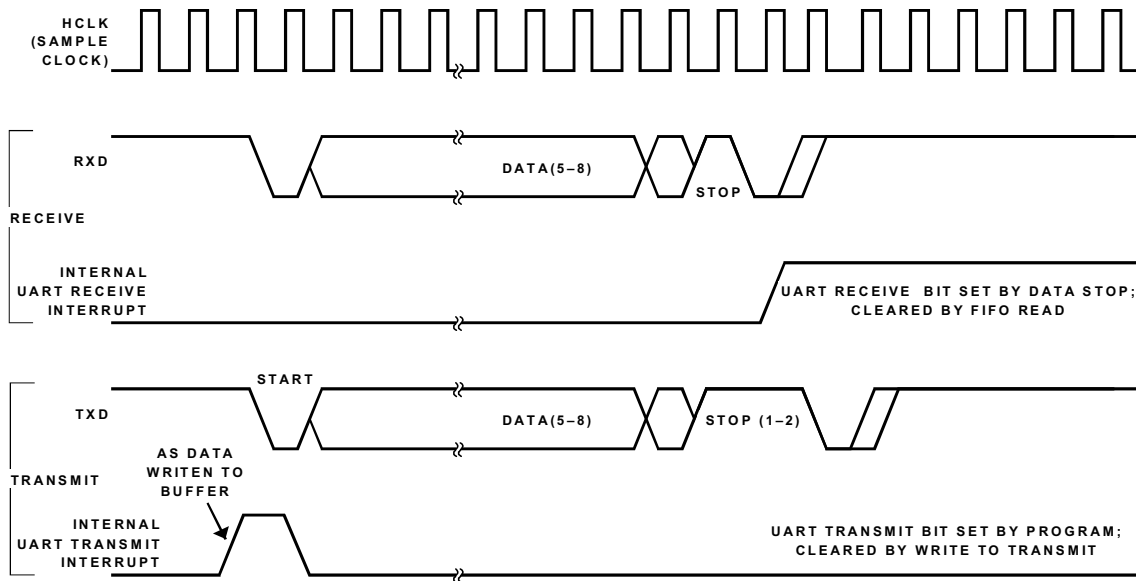 HCLK
(SAMPLE
CLOCK)
RXD
DATA(5–8)
STOP
RECEIVE
INTERNAL
UART RECEIVE
INTERRUPT
UART RECEIVE BIT SET BY DATA STOP;
CLEARED BY FIFO READ
START
TXD
DATA(5–8)
STOP (1–2)
AS DATA
WRITEN TO
BUFFER
TRANSMIT
INTERNAL
UART TRANSMIT
INTERRUPT
UART TRANSMIT BIT SET BY PROGRAM;
CLEARED BY WRITE TO TRANSMIT